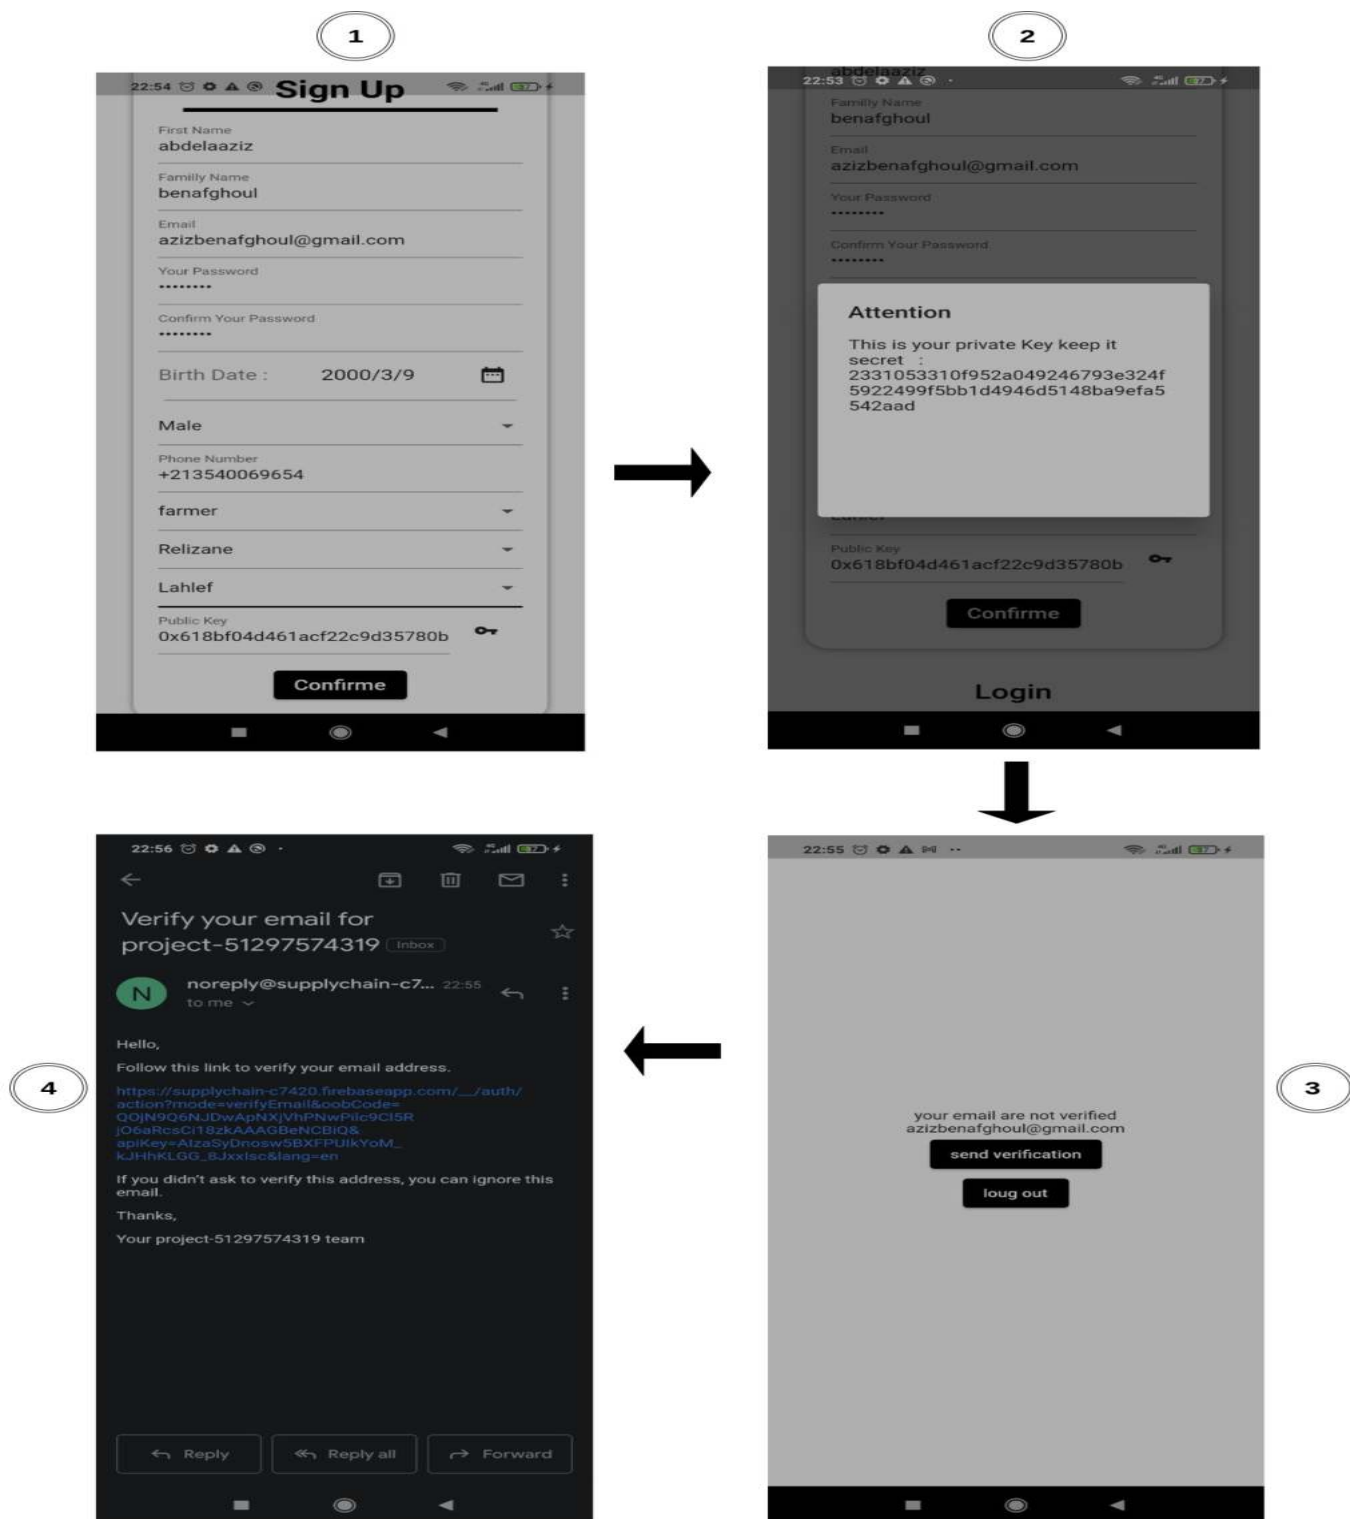 1
22:54
Sign Up
First Name
abdelaaziz
Familly Name
benafghoul
Email
azizbenafghoul@gmail.com
Your Password
••••••••
Confirm Your Password
••••••••
Birth Date : 2000/3/9
Male
Phone Number
+213540069654
farmer
Relizane
Lahlef
Public Key
0x618bf04d461acf22c9d35780b
Confirme
2
abdelaaziz
22:53
Familly Name
benafghoul
Email
azizbenafghoul@gmail.com
Your Password
••••••••
Confirm Your Password
••••••••
Attention
This is your private Key keep it
secret :
2331053310f952a049246793e324f
5922499f5bb1d4946d5148ba9efa5
542aad
Public Key
0x618bf04d461acf22c9d35780b
Confirme
Login
3
22:55
your email are not verified
azizbenafghoul@gmail.com
send verification
loug out
4
22:56
Verify your email for
project-51297574319 Inbox
N
noreply@supplychain-c7... 22:55
to me
Hello,
Follow this link to verify your email address.
https://supplychain-c7420.firebaseapp.com/__/auth/
action?mode=verifyEmail&oobCode=
QOjN9Q6NJDwApNXjVhPNwPilc9Cl5R
jO6aRcsCi18zkAAAGBeNCBiQ&
apiKey=AIzaSyDnosw5BXFPUIkYoM_
kJHhKLGG_8JxxIsc&lang=en
If you didn't ask to verify this address, you can ignore this
email.
Thanks,
Your project-51297574319 team
Reply
Reply all
Forward